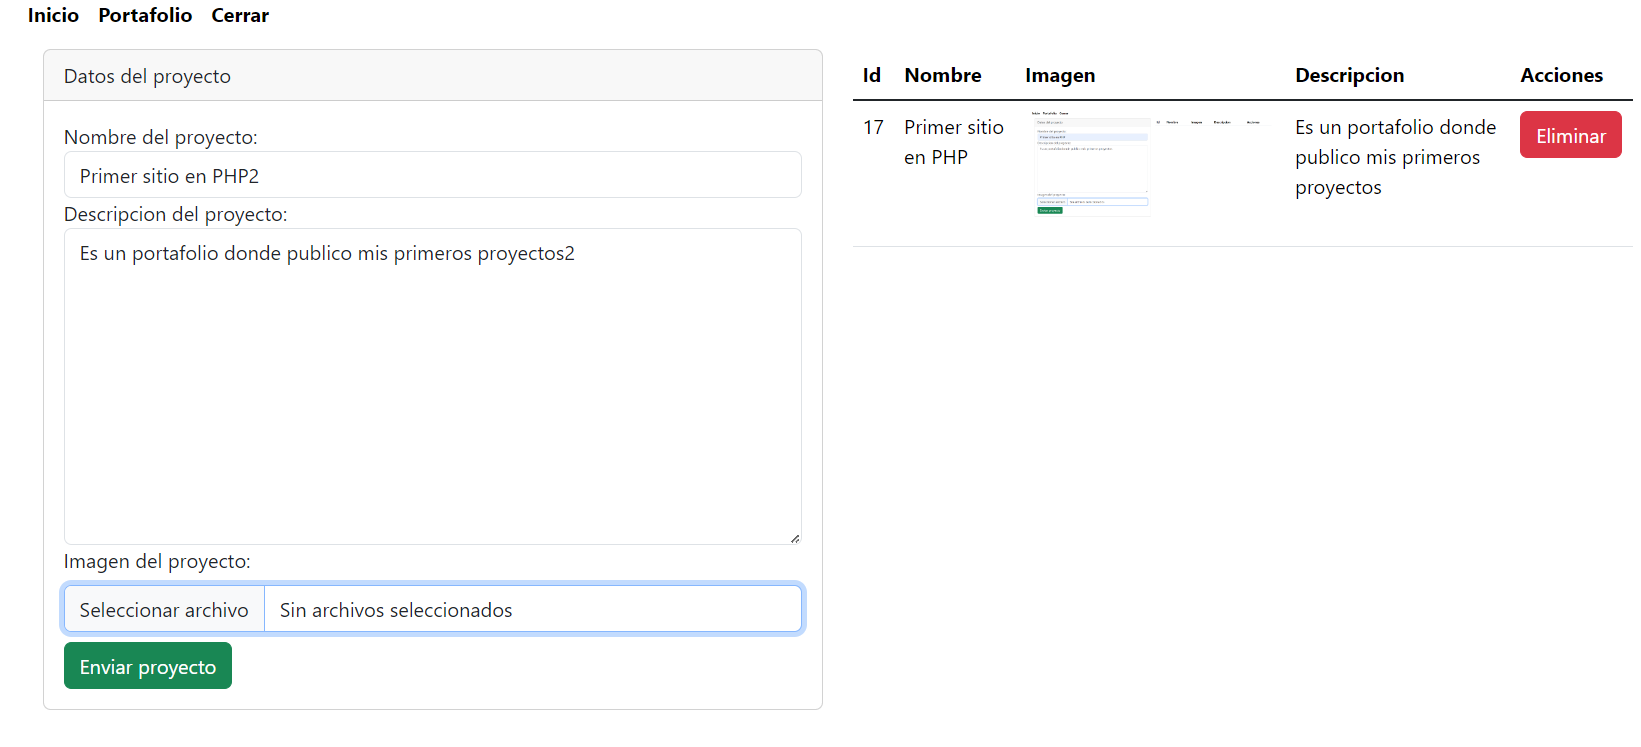 Inicio Portafolio Cerrar
Datos del proyecto
Nombre del proyecto:
Primer sitio en PHP2
Descripcion del proyecto:
Es un portafolio donde publico mis primeros proyectos2
Imagen del proyecto:
Seleccionar archivo Sin archivos seleccionados
Enviar proyecto
Id Nombre Imagen Descripcion Acciones
17 Primer sitio Es un portafolio donde Eliminar
en PHP publico mis primeros
proyectos